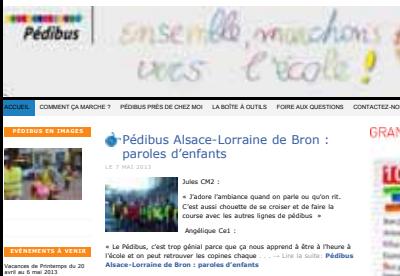 Pédibus
ensemble, marchons
vers l'école !
ACCUEIL COMMENT ÇA MARCHE ? PÉDIBUS PRÈS DE CHEZ MOI LA BOÎTE À OUTILS FOIRE AUX QUESTIONS CONTACTEZ-NO
PÉDIBUS EN IMAGES
Pédibus Alsace-Lorraine de Bron :
paroles d'enfants
LE 7 MAI 2013
Jules CM2 :
« J'adore l'ambiance quand on parle ou qu'on rit.
C'est aussi chouette de se croiser et de faire la
course avec les autres lignes de pédibus »
Angélique Ce1 :
« Le Pédibus, c'est trop génial parce que ça nous apprend à être à l'heure à
l'école et on peut retrouver les copines chaque . . . → Lire la suite: Pédibus
Alsace-Lorraine de Bron : paroles d'enfants
EVÉNEMENTS À VENIR
Vacances de Printemps du 20
avril au 6 mai 2013
GRAN